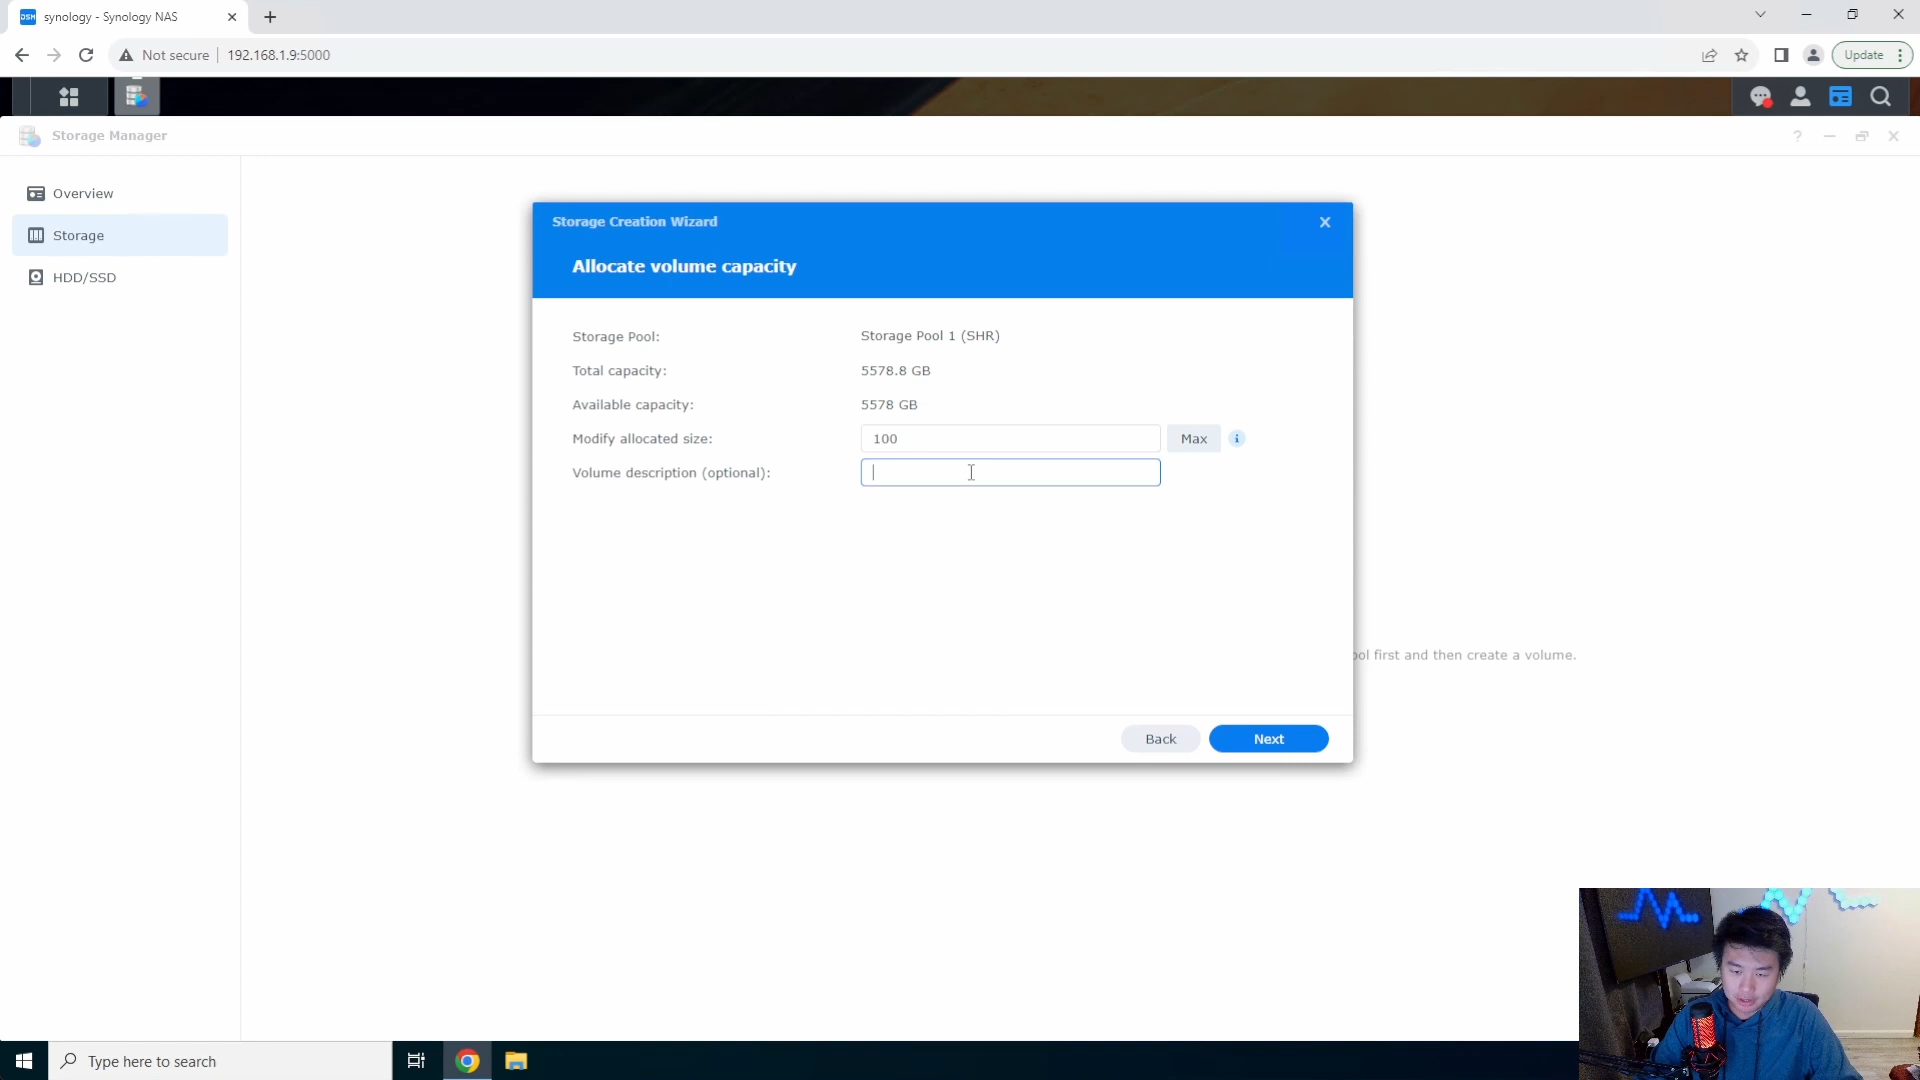 synology - Synology NAS
Not secure
192.168.1.9:5000
Update
Storage Manager
Overview
Storage
HDD/SSD
Storage Creation Wizard
Allocate volume capacity
Storage Pool:
Storage Pool 1 (SHR)
Total capacity:
5578.8 GB
Available capacity:
5578 GB
Modify allocated size:
100
Max
Volume description (optional):
ool first and then create a volume.
Back
Next
Type here to search